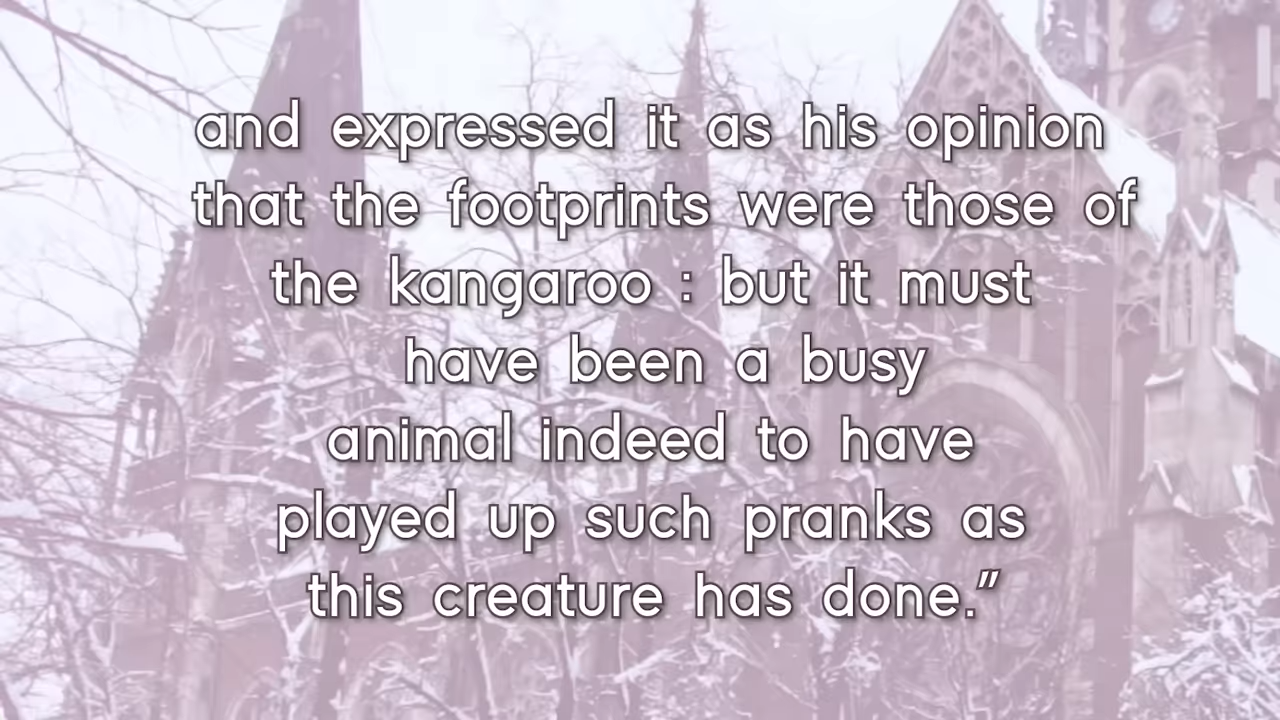 and expressed it as his opinion
that the footprints were those of
the kangaroo : but it must
have been a busy
animal indeed to have
played up such pranks as
this creature has done.”